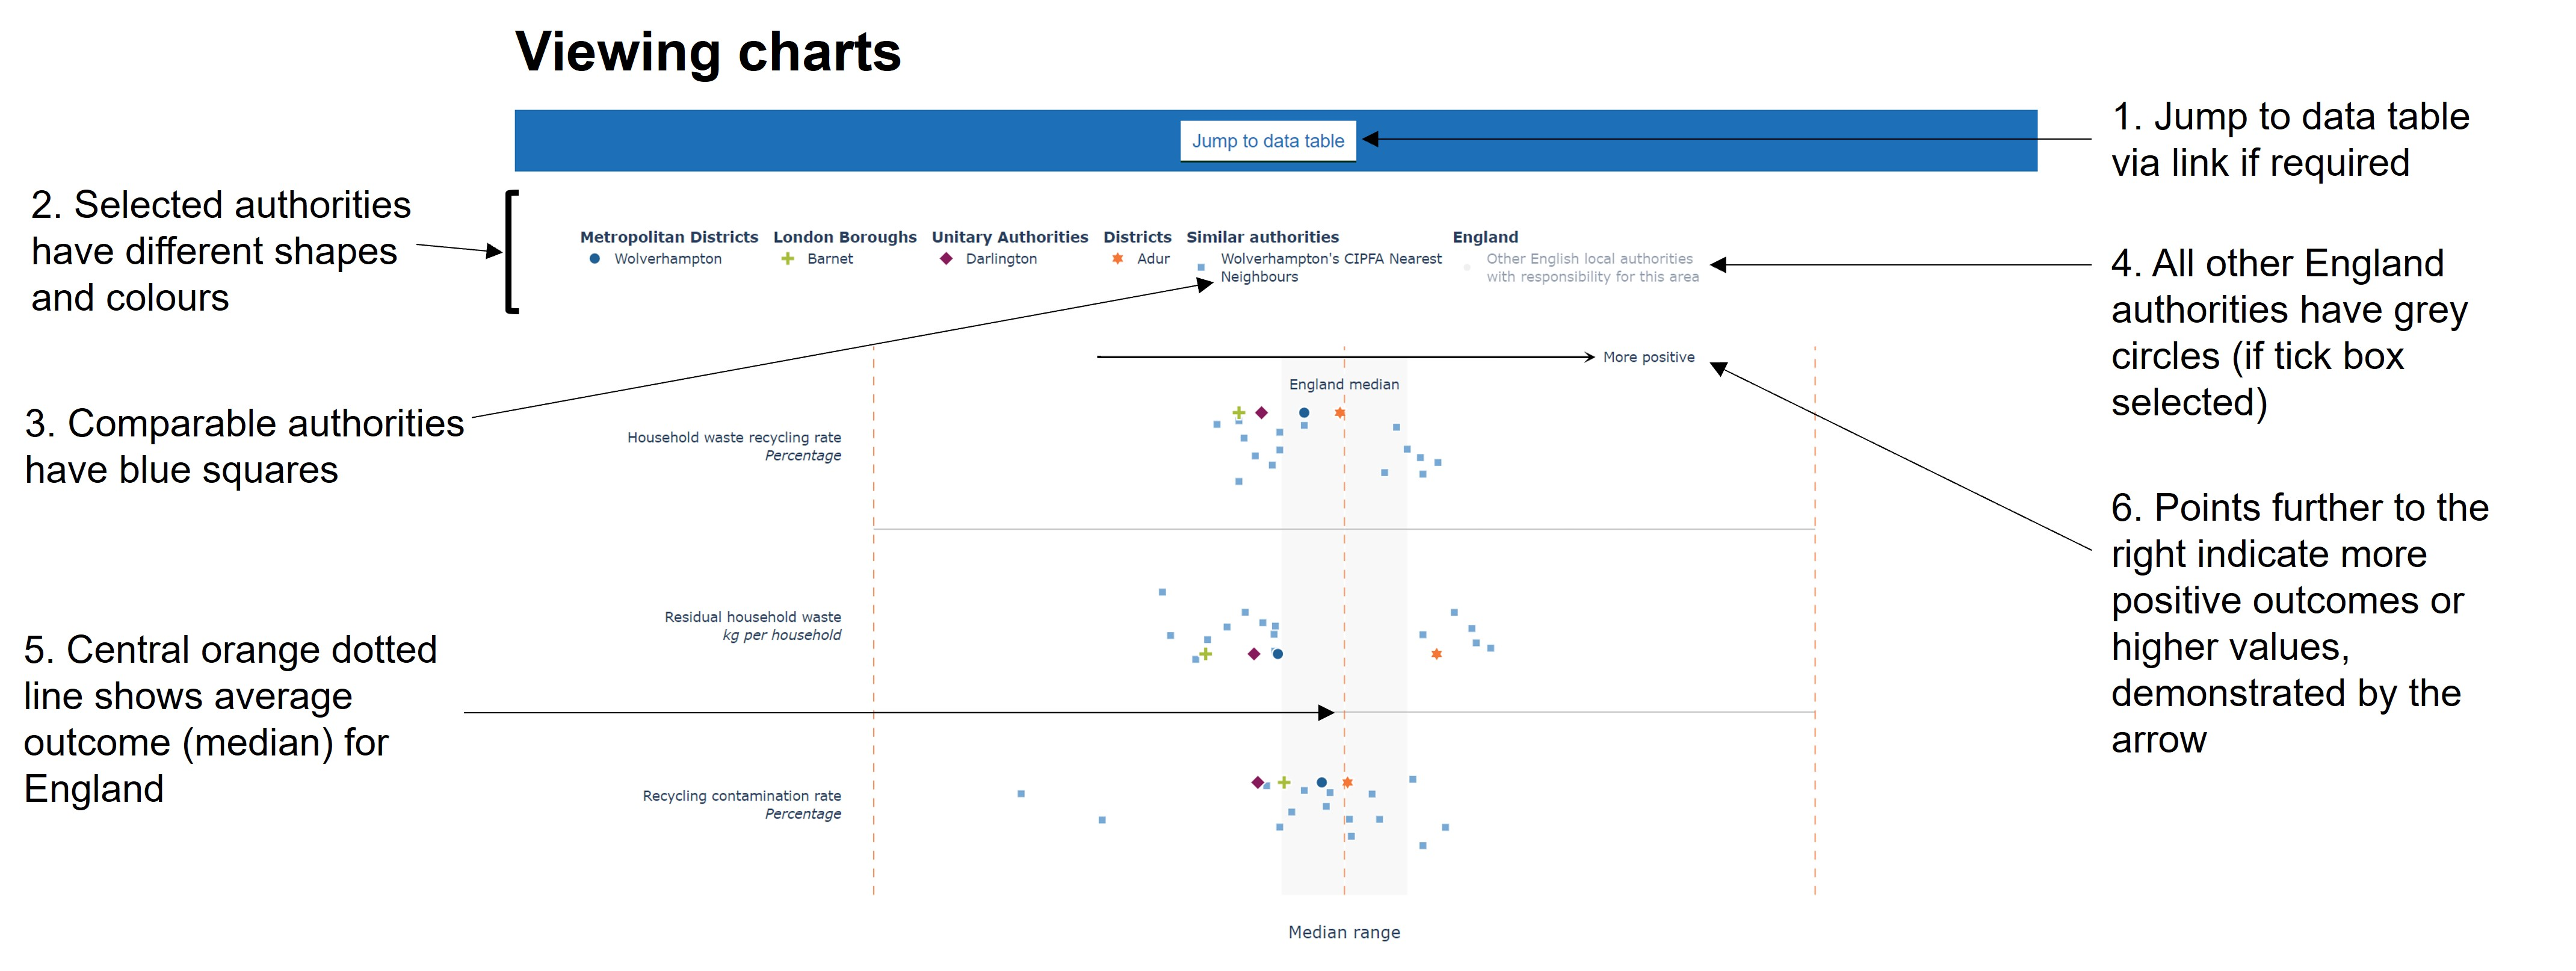 Viewing charts
Jump to data table
1. Jump to data table
via link if required
2. Selected authorities
have different shapes
and colours
Metropolitan Districts London Boroughs Unitary Authorities Districts Similar authorities England
Wolverhampton Barnet Darlington Adur Wolverhampton's CIPFA Nearest
Neighbours
Other English local authorities
with responsibility for this area
4. All other England
authorities have grey
circles (if tick box
selected)
More positive
England median
3. Comparable authorities
have blue squares
Household waste recycling rate
Percentage
6. Points further to the
right indicate more
positive outcomes or
higher values,
demonstrated by the
arrow
Residual household waste
kg per household
5. Central orange dotted
line shows average
outcome (median) for
England
Recycling contamination rate
Percentage
Median range